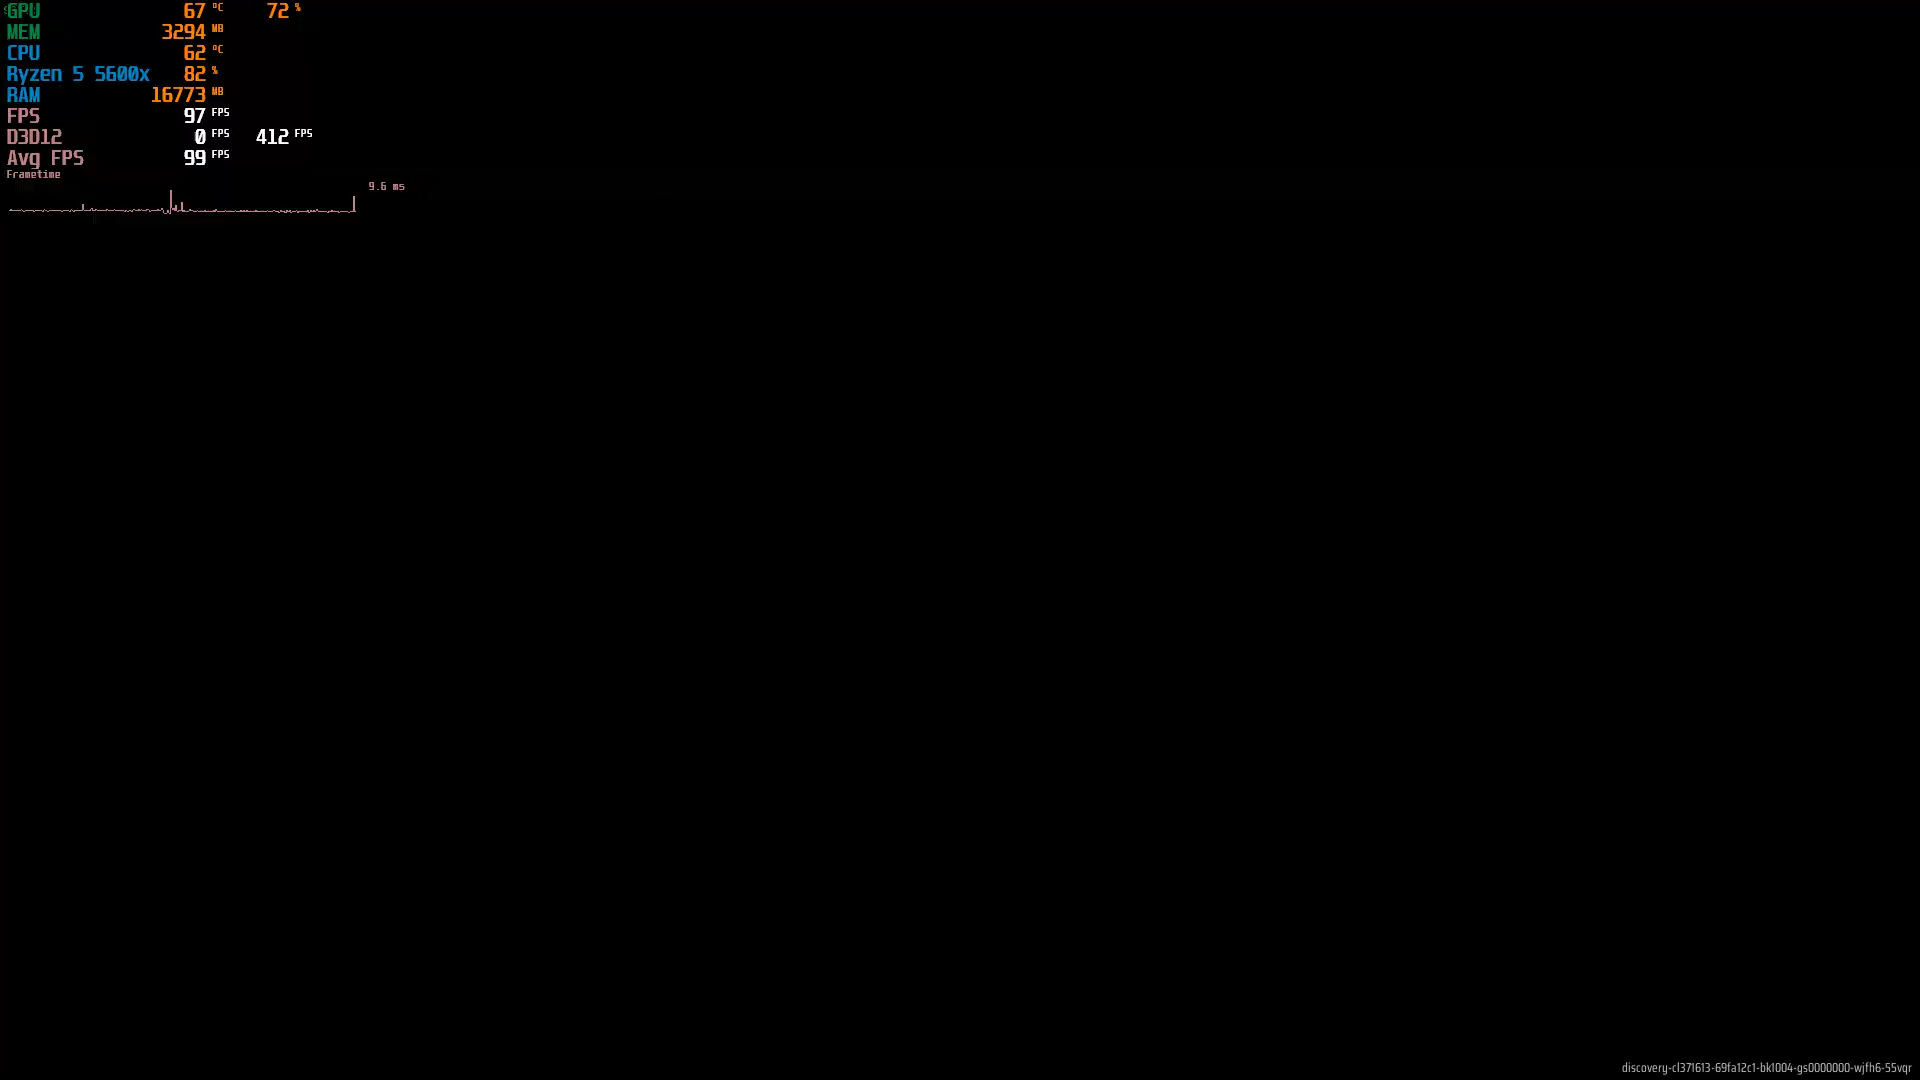 GPU 67 °C 72 %
MEM 3294 MB
CPU 62 °C
Ryzen 5 5600x 82 %
RAM 16773 MB
FPS 97 FPS
D3D12 0 FPS 412 FPS
Avg FPS 99 FPS
Frametime
9.6 ms
discovery-cl371613-69fa12c1-bk1004-gs0000000-wjfh6-55vqr